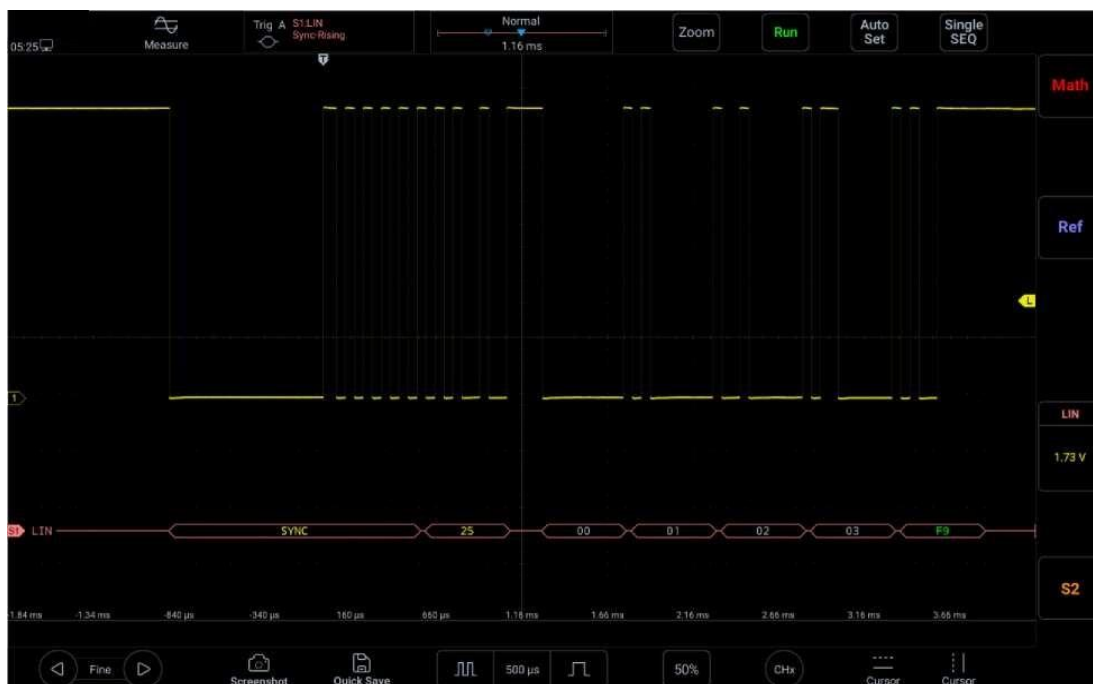 05:25
Measure
Trig A S1:LIN
Sync-Rising
Normal
1.16 ms
Zoom
Run
Auto
Set
Single
SEQ
T
Math
Ref
L
1
LIN
1.73 V
S1 LIN
SYNC
25
00
01
02
03
F9
S2
-1.84 ms
-1.34 ms
-840 µs
-340 µs
160 µs
660 µs
1.16 ms
1.66 ms
2.16 ms
2.66 ms
3.16 ms
3.66 ms
Fine
Screenshot
Quick Save
500 µs
50%
CHx
Cursor
Cursor